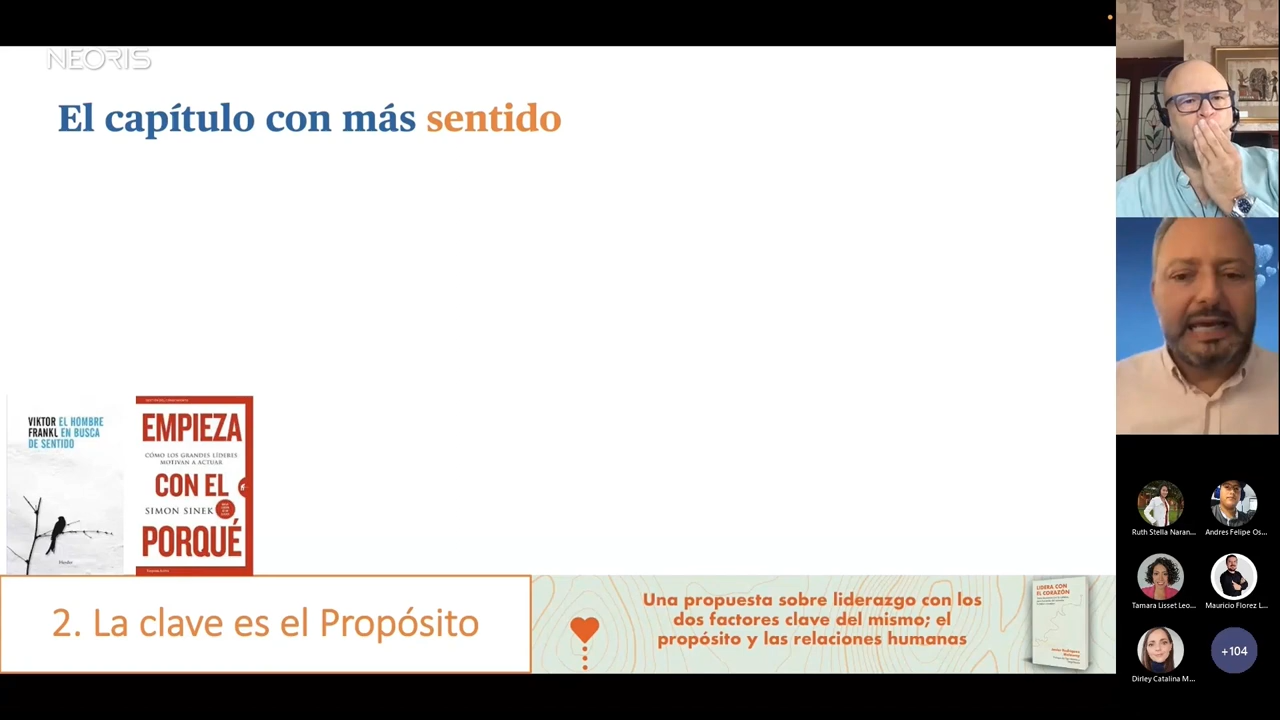 NEORIS
El capítulo con más sentido
VIKTOR EL HOMBRE
FRANKL EN BUSCA
DE SENTIDO
Herder
EMPIEZA
CÓMO LOS GRANDES LÍDERES
MOTIVAN A ACTUAR
CON EL
SIMON SINEK
PORQUÉ
2. La clave es el Propósito
Una propuesta sobre liderazgo con los
dos factores clave del mismo; el
propósito y las relaciones humanas
LIDERA CON
EL CORAZÓN
Ruth Stella Naran...
Andres Felipe Os...
Tamara Lisset Leo...
Mauricio Florez L...
Dirley Catalina M...
+104